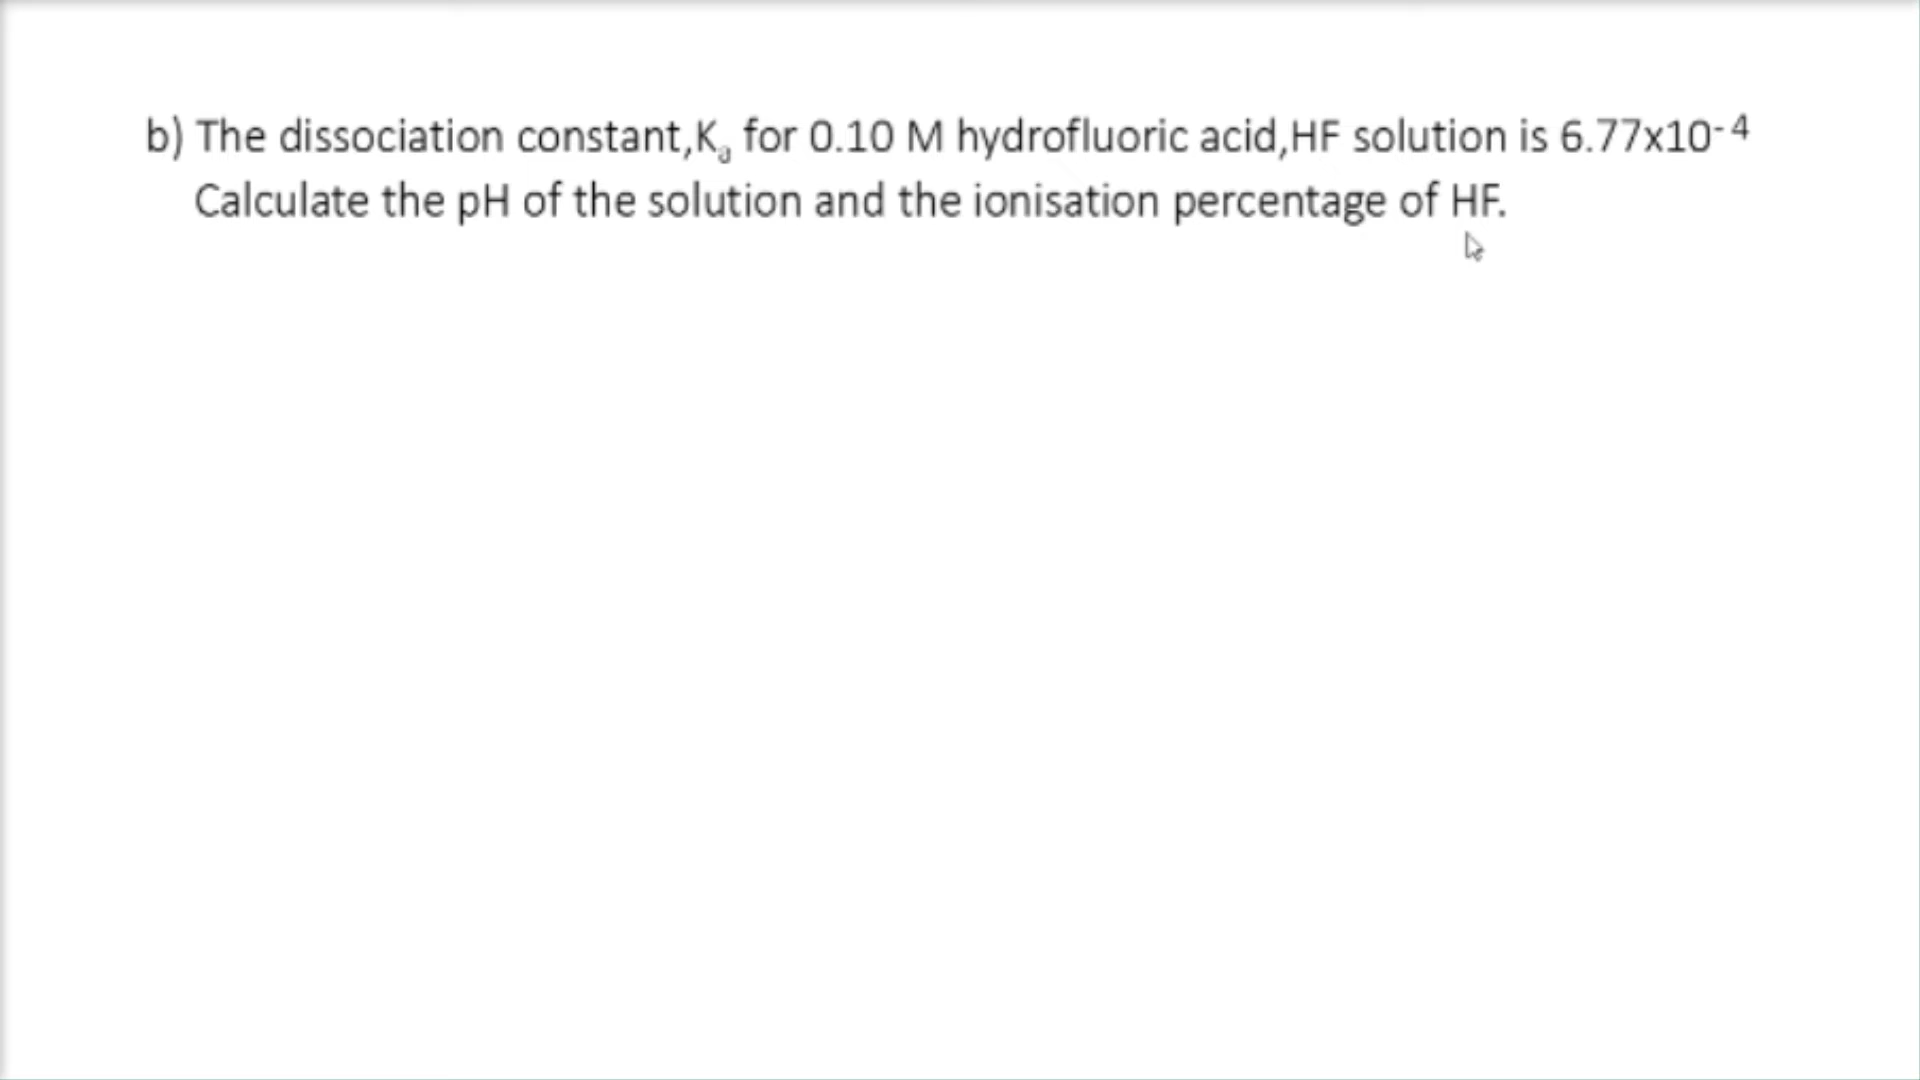 b) The dissociation constant,Kₐ for 0.10 M hydrofluoric acid,HF solution is 6.77x10⁻⁴
Calculate the pH of the solution and the ionisation percentage of HF.